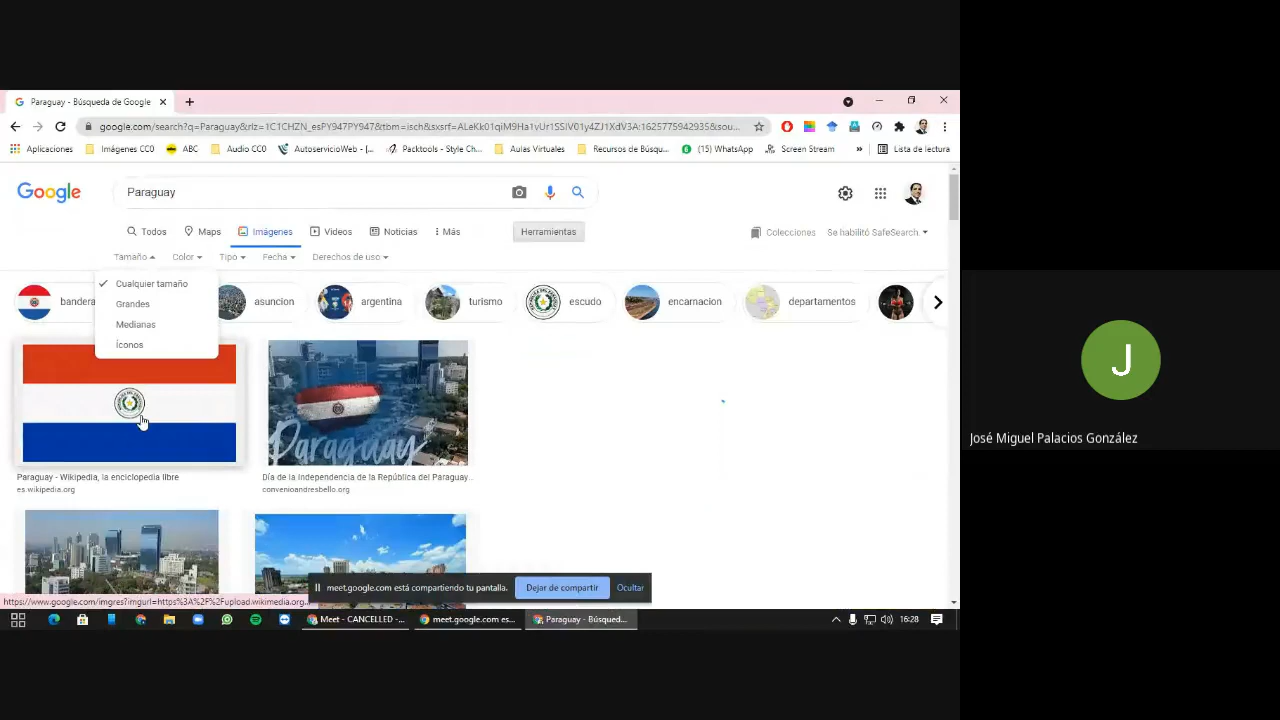 Paraguay - Búsqueda de Google
google.com/search?q=Paraguay&rlz=1C1CHZN_esPY947PY947&tbm=isch&sxsrf=ALeKk01qiM9Ha1vUr1SSIV01y4ZJ1XdV3A:1625775942935&sou...
Aplicaciones
Imágenes CC0
ABC
Audio CC0
AutoservicioWeb - [...
Packtools - Style Ch...
Aulas Virtuales
Recursos de Búsqu...
(15) WhatsApp
Screen Stream
»
Lista de lectura
Google
Paraguay
Todos
Maps
Imágenes
Videos
Noticias
Más
Herramientas
Colecciones
Se habilitó SafeSearch.
Tamaño
Color
Tipo
Fecha
Derechos de uso
Cualquier tamaño
Grandes
Medianas
Íconos
bandera
asuncion
argentina
turismo
escudo
encarnacion
departamentos
Paraguay
Paraguay - Wikipedia, la enciclopedia libre
es.wikipedia.org
Día de la Independencia de la República del Paraguay...
convenioandresbello.org
J
José Miguel Palacios González
meet.google.com está compartiendo tu pantalla.
Dejar de compartir
Ocultar
https://www.google.com/imgres?imgurl=https%3A%2F%2Fupload.wikimedia.org...
Meet - CANCELLED -...
meet.google.com es...
Paraguay - Búsqued...
16:28